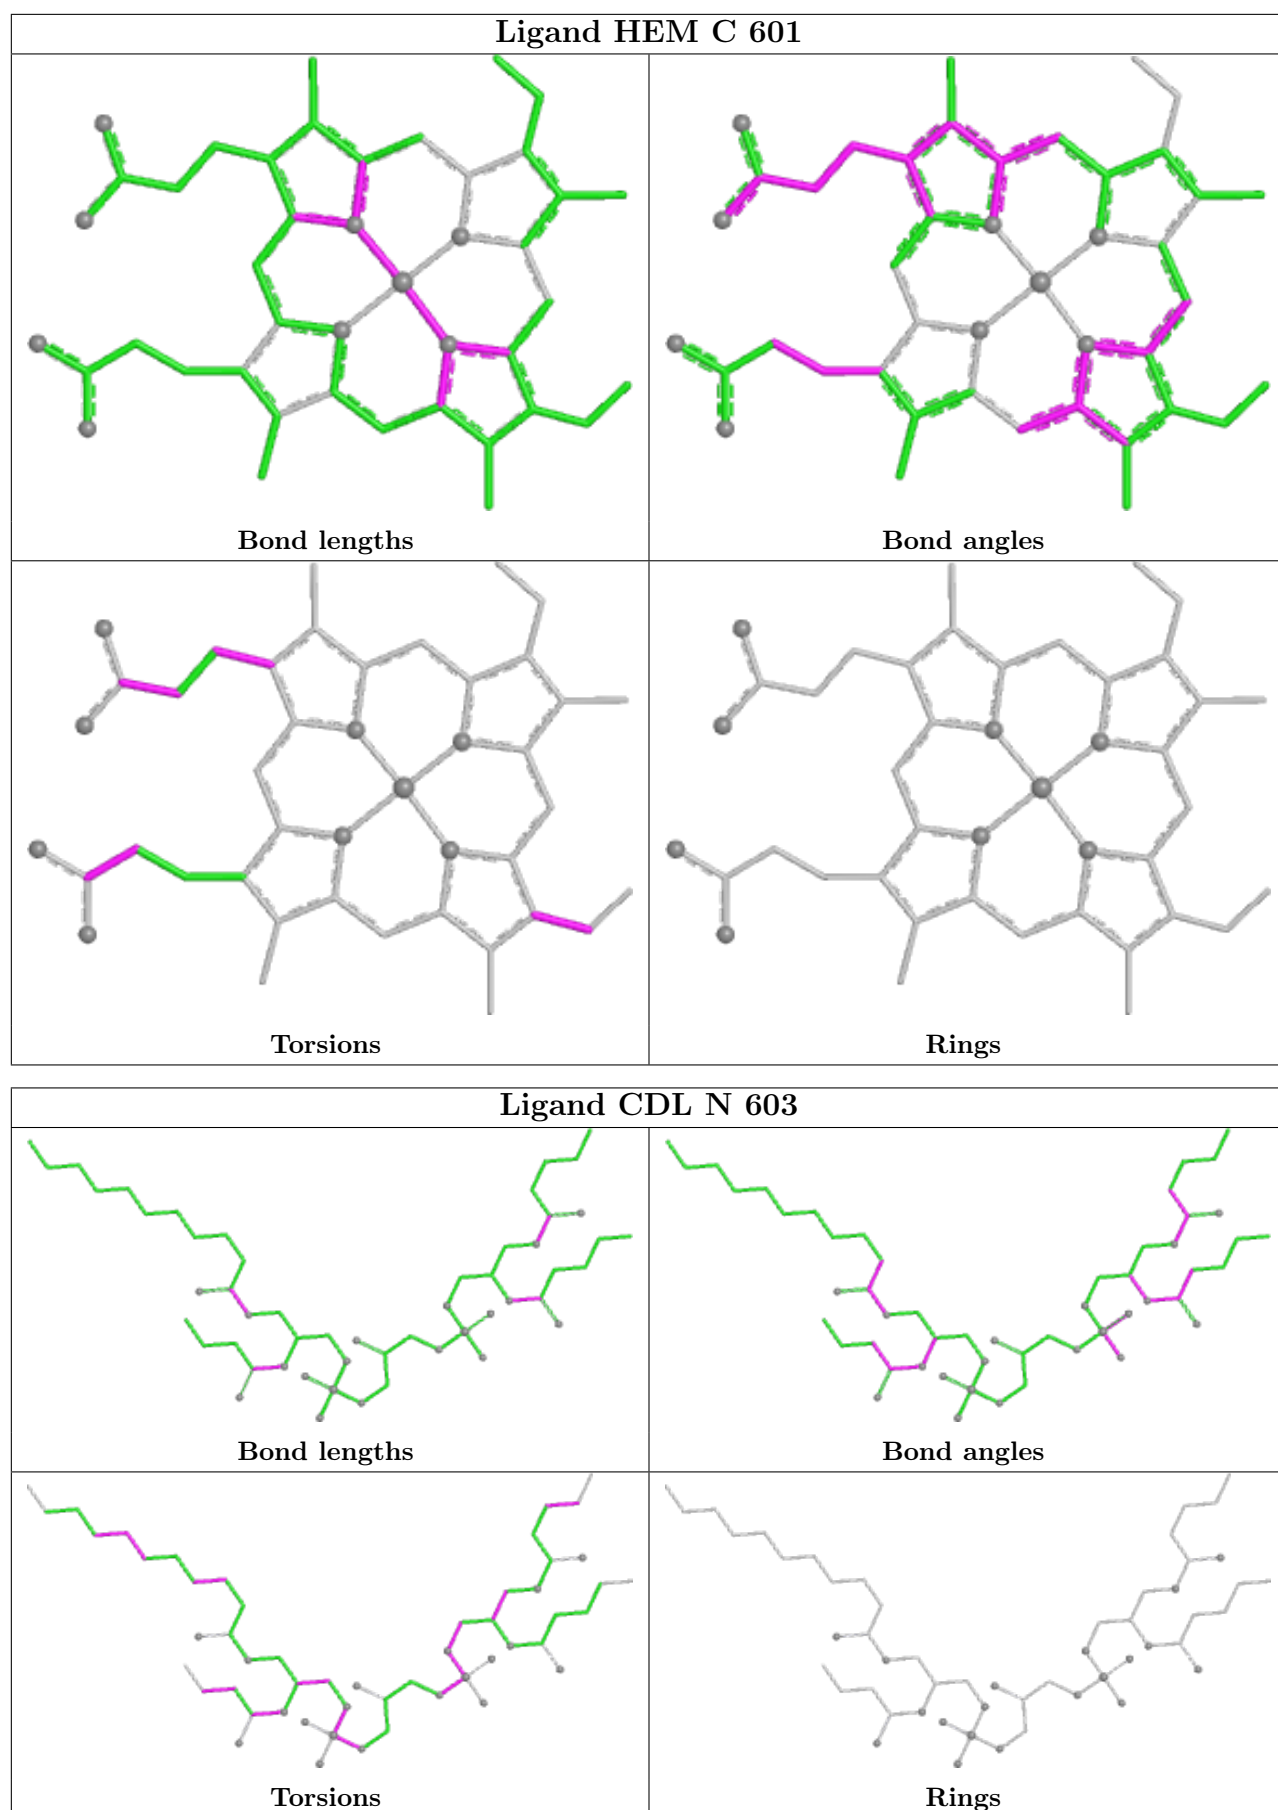 Ligand HEM C 601
Bond lengths
Bond angles
Torsions
Rings
Ligand CDL N 603
Bond lengths
Bond angles
Torsions
Rings